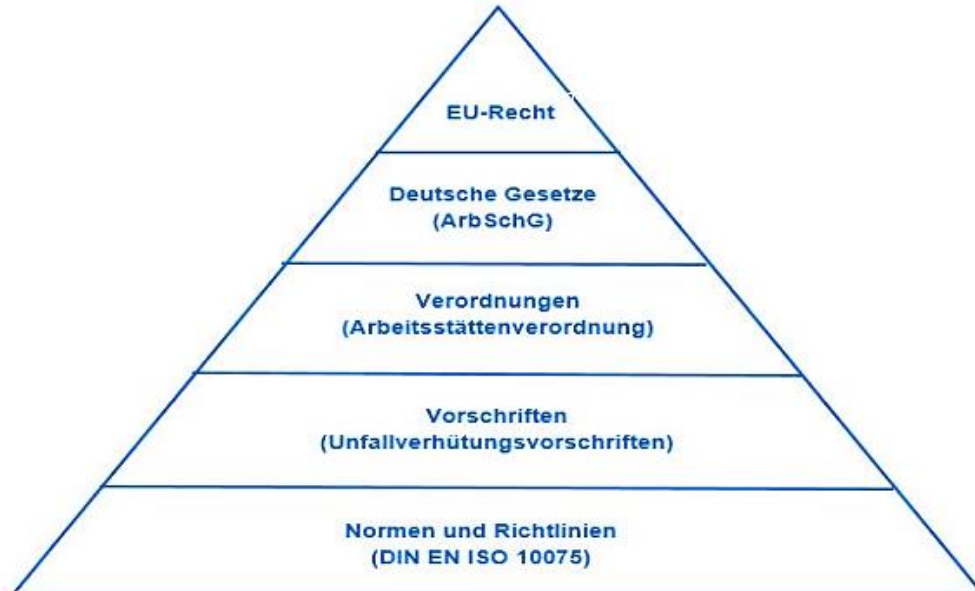 EU-Recht
Deutsche Gesetze
(ArbSchG)
Verordnungen
(Arbeitsstättenverordnung)
Vorschriften
(Unfallverhütungsvorschriften)
Normen und Richtlinien
(DIN EN ISO 10075)